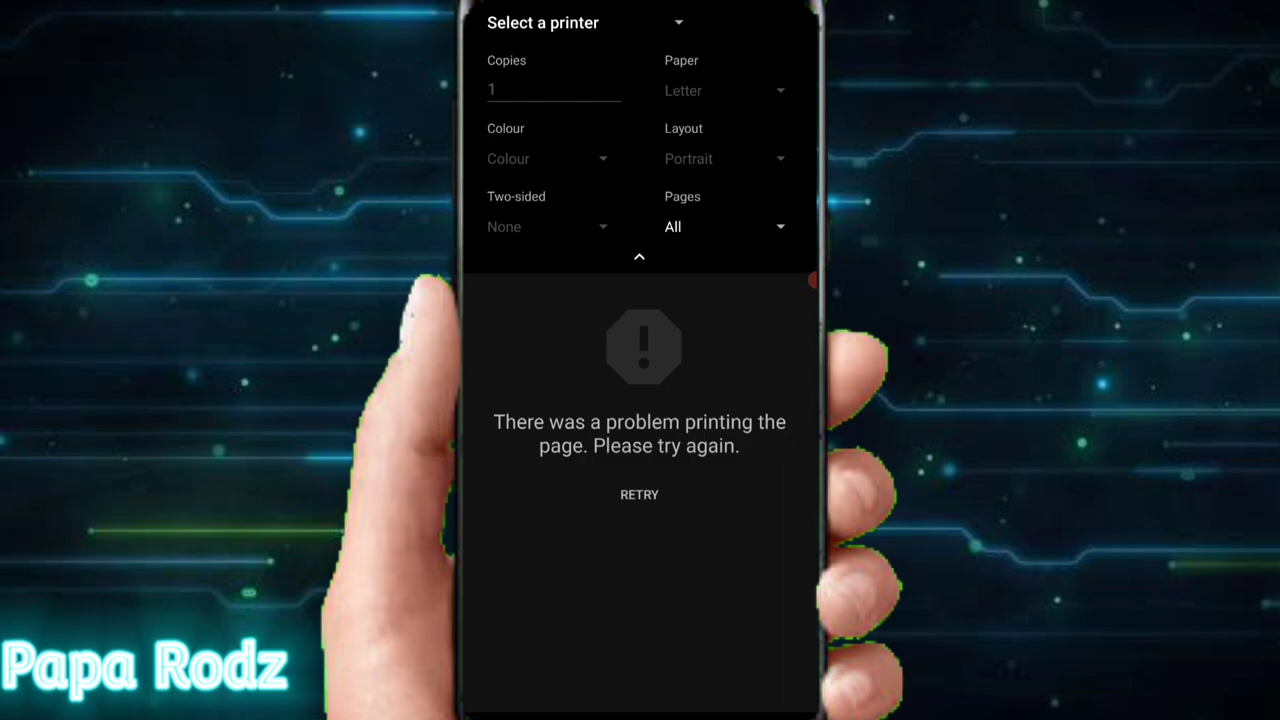 Select a printer
Copies
Paper
1
Letter
Colour
Layout
Colour
Portrait
Two-sided
Pages
None
All
There was a problem printing the
page. Please try again.
RETRY
Papa Rodz